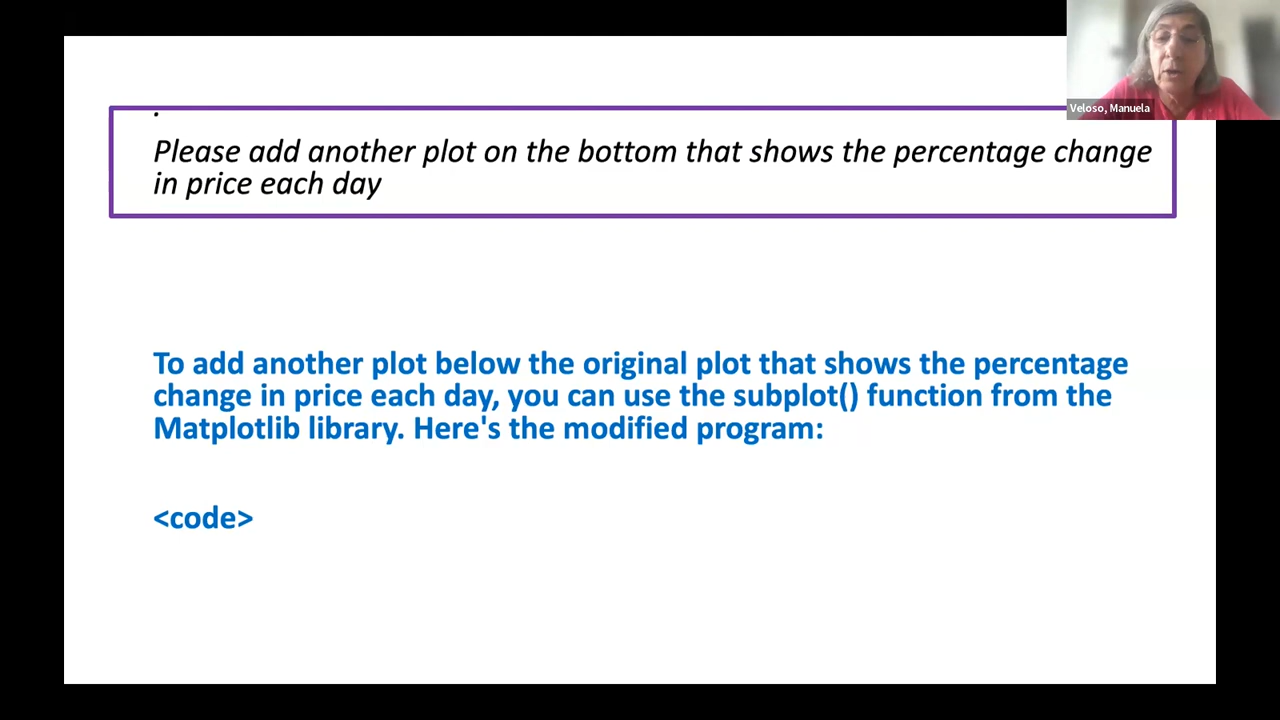 Veloso, Manuela
.
Please add another plot on the bottom that shows the percentage change
in price each day
To add another plot below the original plot that shows the percentage
change in price each day, you can use the subplot() function from the
Matplotlib library. Here's the modified program:
<code>